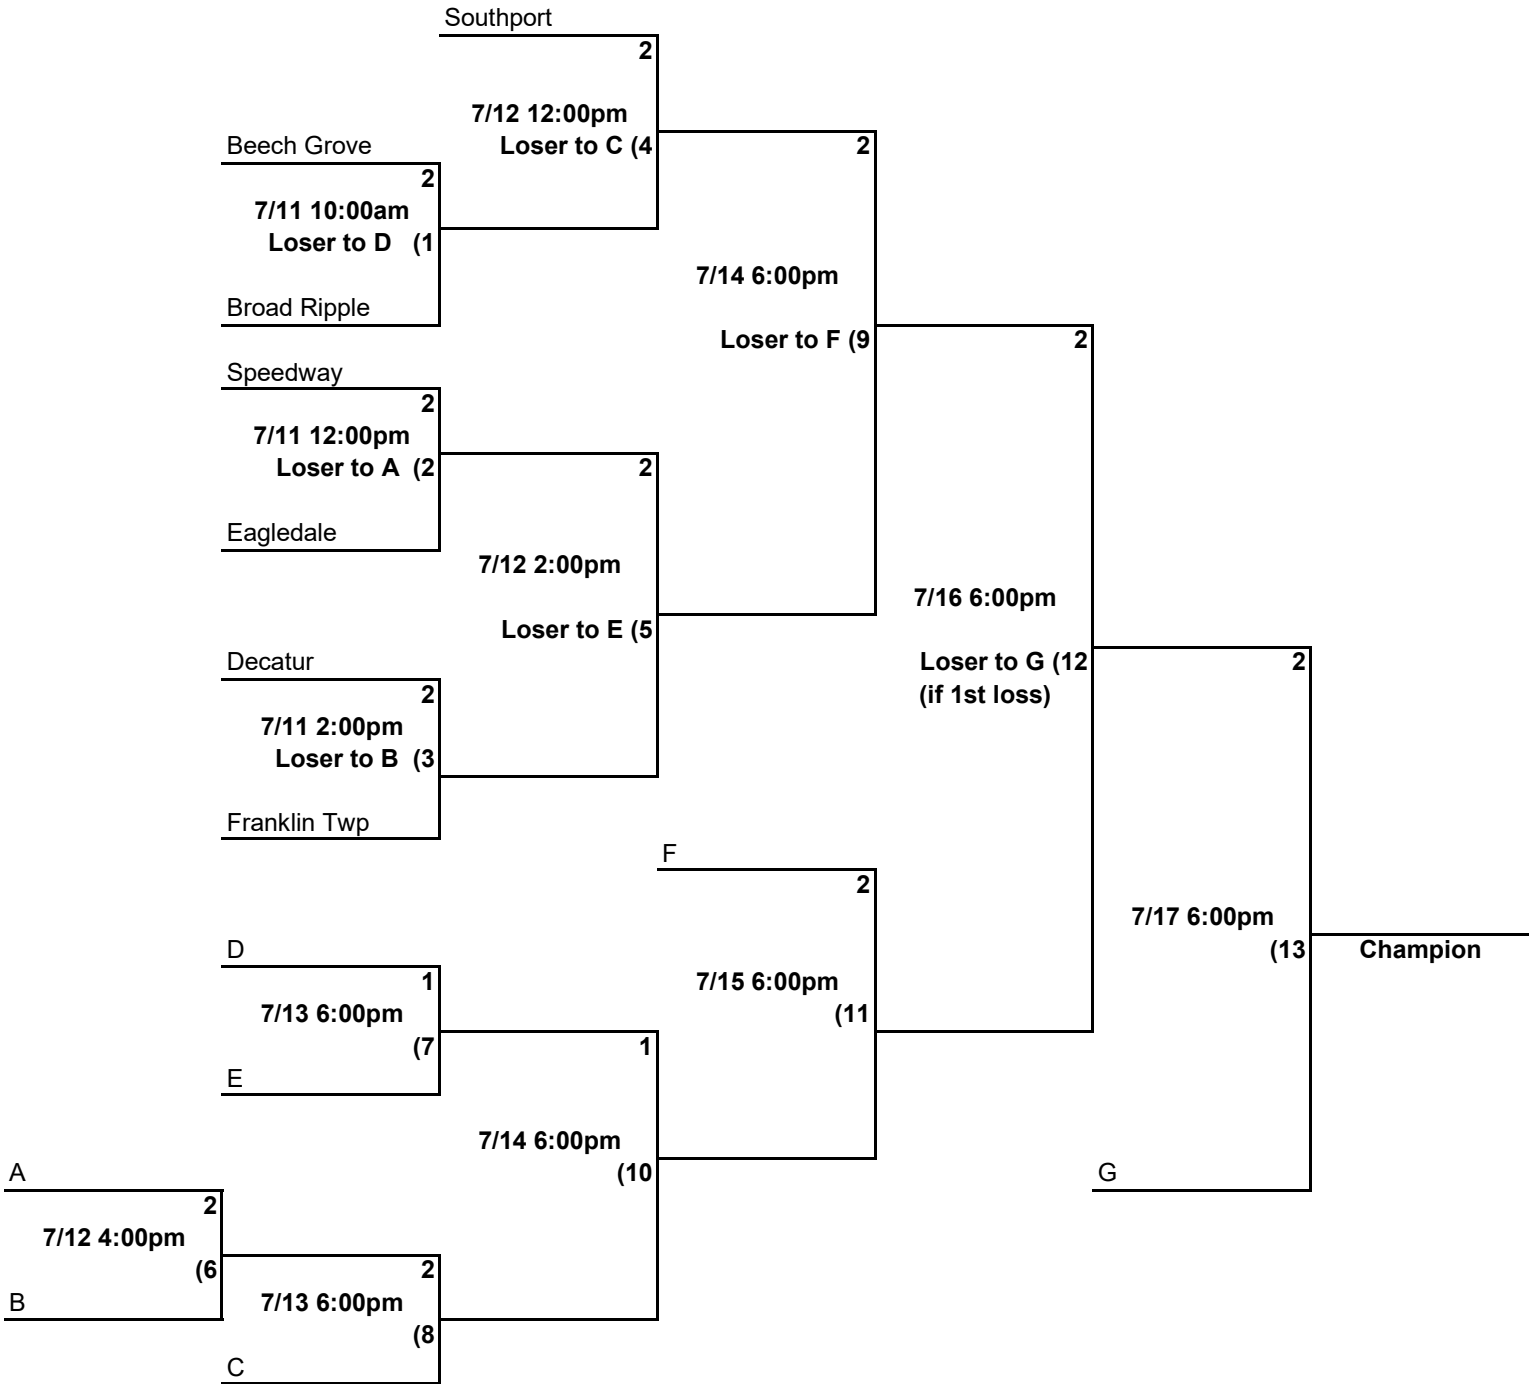 Southport
2
7/12 12:00pm
Loser to C (4
Beech Grove
2
7/11 10:00am
Loser to D (1
Broad Ripple
2
7/14 6:00pm
Loser to F (9
Speedway
2
7/11 12:00pm
Loser to A (2
Eagledale
2
7/12 2:00pm
Loser to E (5
Decatur
2
7/11 2:00pm
Loser to B (3
Franklin Twp
2
7/16 6:00pm
Loser to G (12
(if 1st loss)
F
2
7/15 6:00pm
(11
2
7/17 6:00pm
(13
Champion
D
1
7/13 6:00pm
(7
E
1
7/14 6:00pm
(10
A
2
7/12 4:00pm
(6
B
2
7/13 6:00pm
(8
C
G